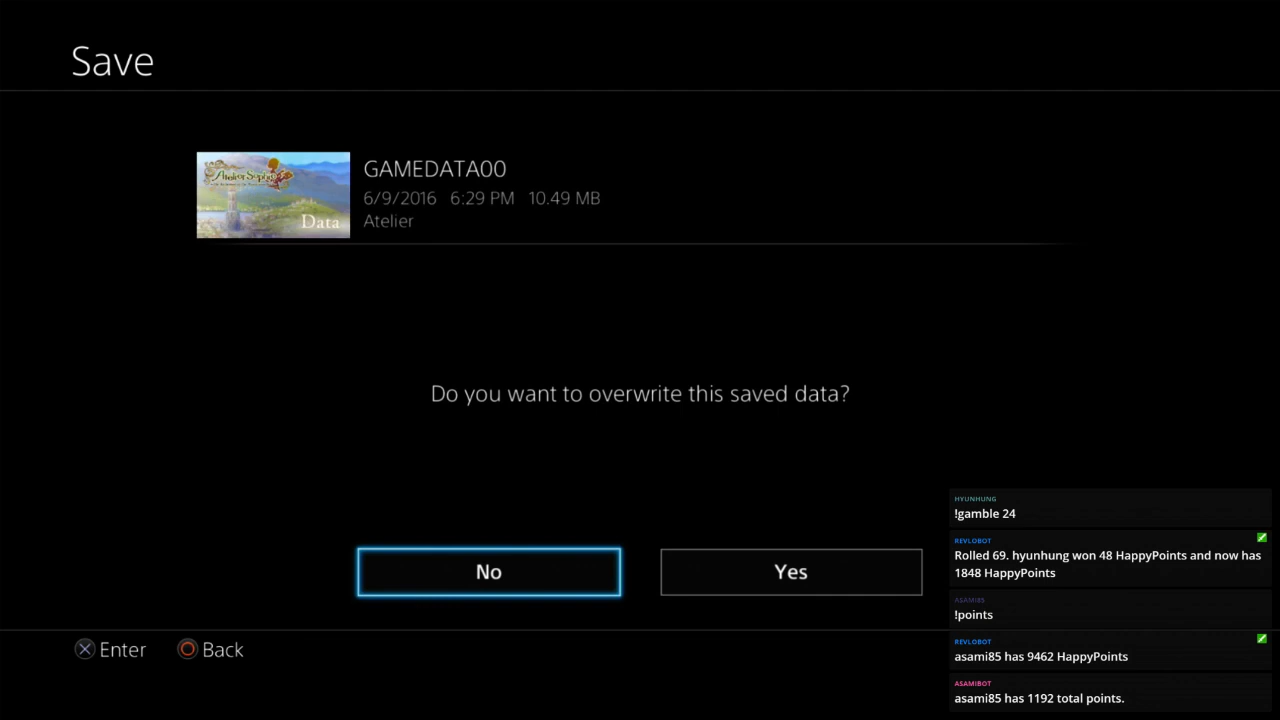 Save
Atelier Sophie
Data
GAMEDATA00
6/9/2016 6:29 PM 10.49 MB
Atelier
Do you want to overwrite this saved data?
No
Yes
Enter
Back
HYUNHUNG
!gamble 24
REVLOBOT
Rolled 69. hyunhung won 48 HappyPoints and now has
1848 HappyPoints
ASAMI85
!points
REVLOBOT
asami85 has 9462 HappyPoints
ASAMIBOT
asami85 has 1192 total points.